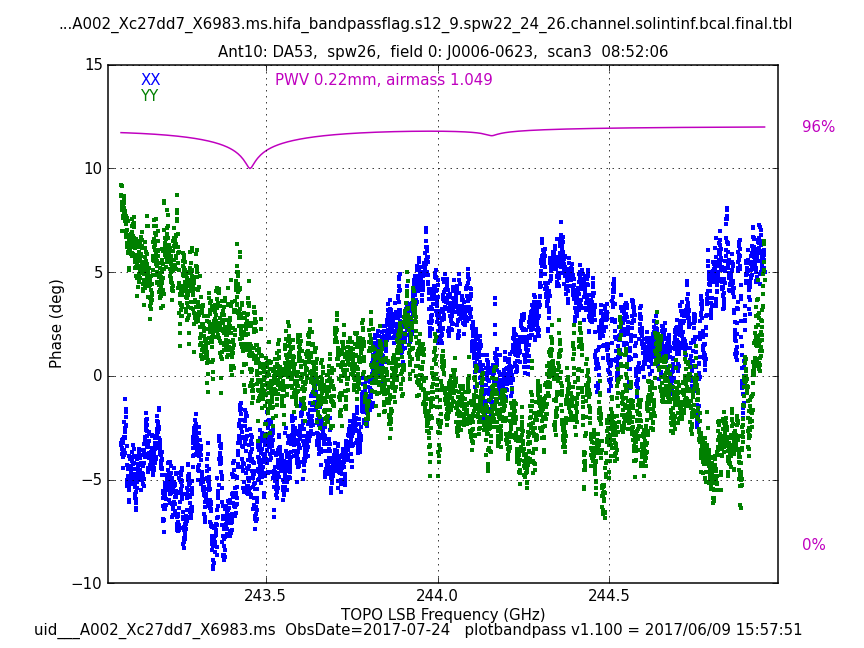 ...A002_Xc27dd7_X6983.ms.hifa_bandpassflag.s12_9.spw22_24_26.channel.solintinf.bcal.final.tbl
Ant10: DA53,  spw26,  field 0: J0006-0623,  scan3  08:52:06
XX
YY
PWV 0.22mm, airmass 1.049
96%
0%
15
10
5
0
−5
−10
Phase (deg)
243.5 244.0 244.5
TOPO LSB Frequency (GHz)
uid___A002_Xc27dd7_X6983.ms  ObsDate=2017-07-24   plotbandpass v1.100 = 2017/06/09 15:57:51